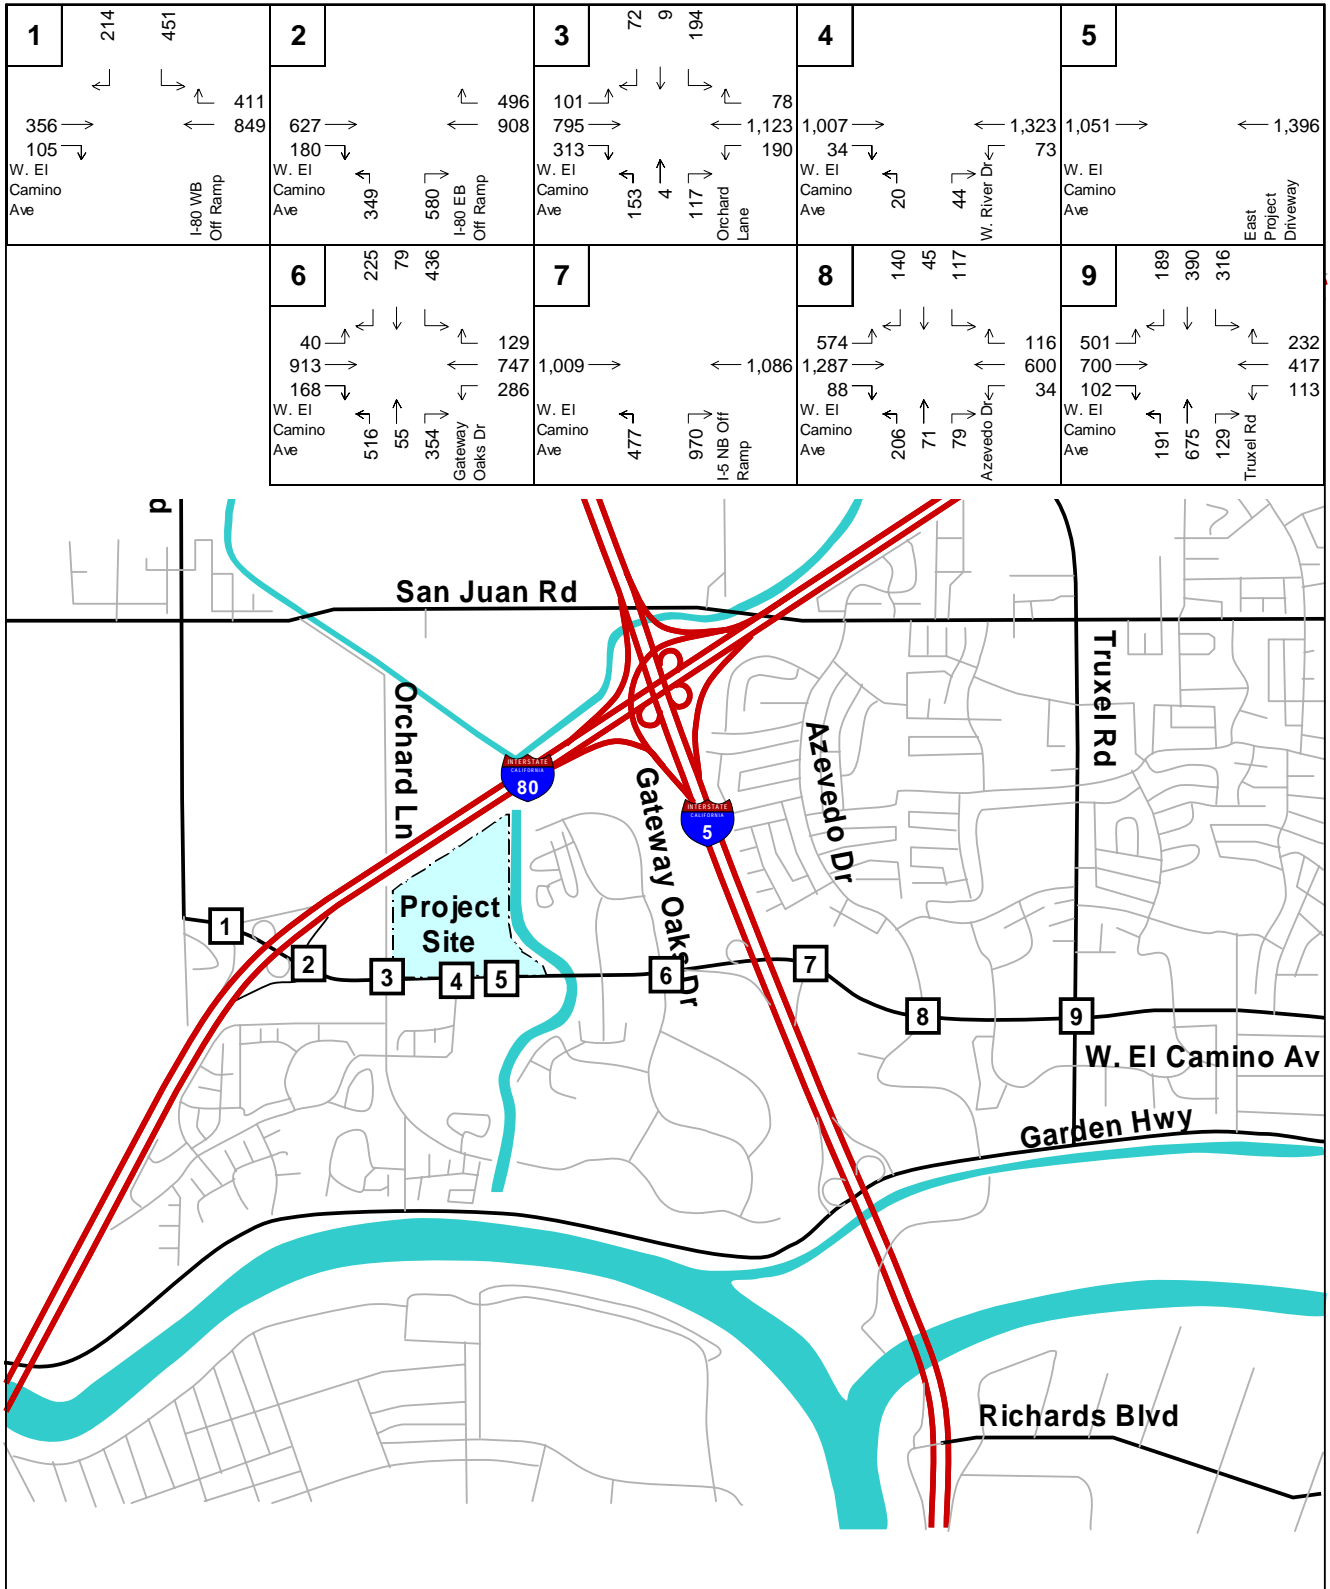 1
214
451
411
356
849
105
W. El
Camino
Ave
I-80 WB
Off Ramp
2
496
627
908
180
W. El
Camino
Ave
349
580
I-80 EB
Off Ramp
3
72
9
194
101
78
795
1,123
313
190
W. El
Camino
Ave
153
4
117
Orchard
Lane
4
1,007
1,323
34
73
W. El
Camino
Ave
20
44
W. River Dr
5
1,051
1,396
W. El
Camino
Ave
East
Project
Driveway
6
225
79
436
40
129
913
747
168
286
W. El
Camino
Ave
516
55
354
Gateway
Oaks Dr
7
1,009
1,086
W. El
Camino
Ave
477
970
I-5 NB Off
Ramp
8
140
45
117
574
116
1,287
600
88
34
W. El
Camino
Ave
206
71
79
Azevedo Dr
9
189
390
316
501
232
700
417
102
113
W. El
Camino
Ave
191
675
129
Truxel Rd
d
San Juan Rd
Orchard Ln
Truxel Rd
Azevedo Dr
Gateway Oaks Dr
INTERSTATE
CALIFORNIA
80
INTERSTATE
CALIFORNIA
5
Project
Site
1
2
3
4
5
6
7
8
9
W. El Camino Av
Garden Hwy
Richards Blvd